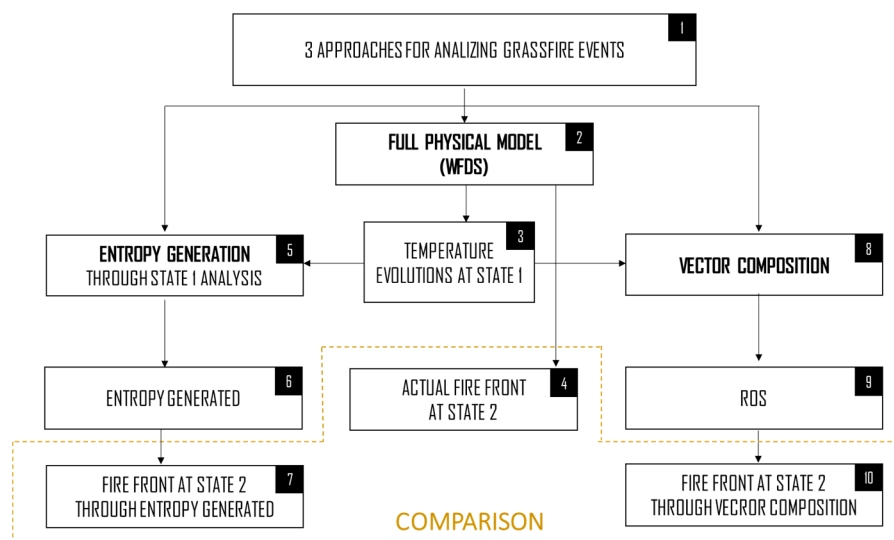 1
3 APPROACHES FOR ANALIZING GRASSFIRE EVENTS
2
FULL PHYSICAL MODEL
(WFDS)
3
TEMPERATURE
EVOLUTIONS AT STATE 1
5
ENTROPY GENERATION
THROUGH STATE 1 ANALYSIS
8
VECTOR COMPOSITION
6
ENTROPY GENERATED
4
ACTUAL FIRE FRONT
AT STATE 2
9
ROS
7
FIRE FRONT AT STATE 2
THROUGH ENTROPY GENERATED
10
FIRE FRONT AT STATE 2
THROUGH VECROR COMPOSITION
COMPARISON